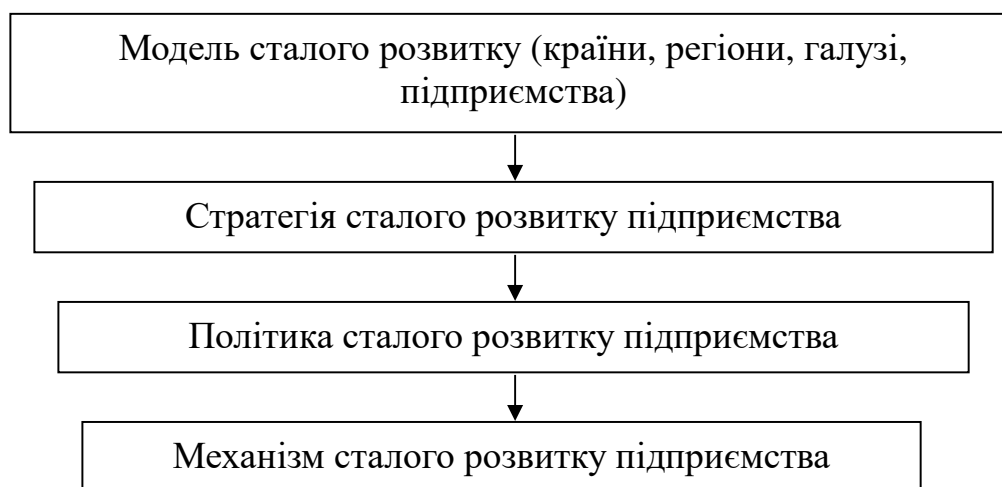 Модель сталого розвитку (країни, регіони, галузі,
підприємства)
Стратегія сталого розвитку підприємства
Політика сталого розвитку підприємства
Механізм сталого розвитку підприємства